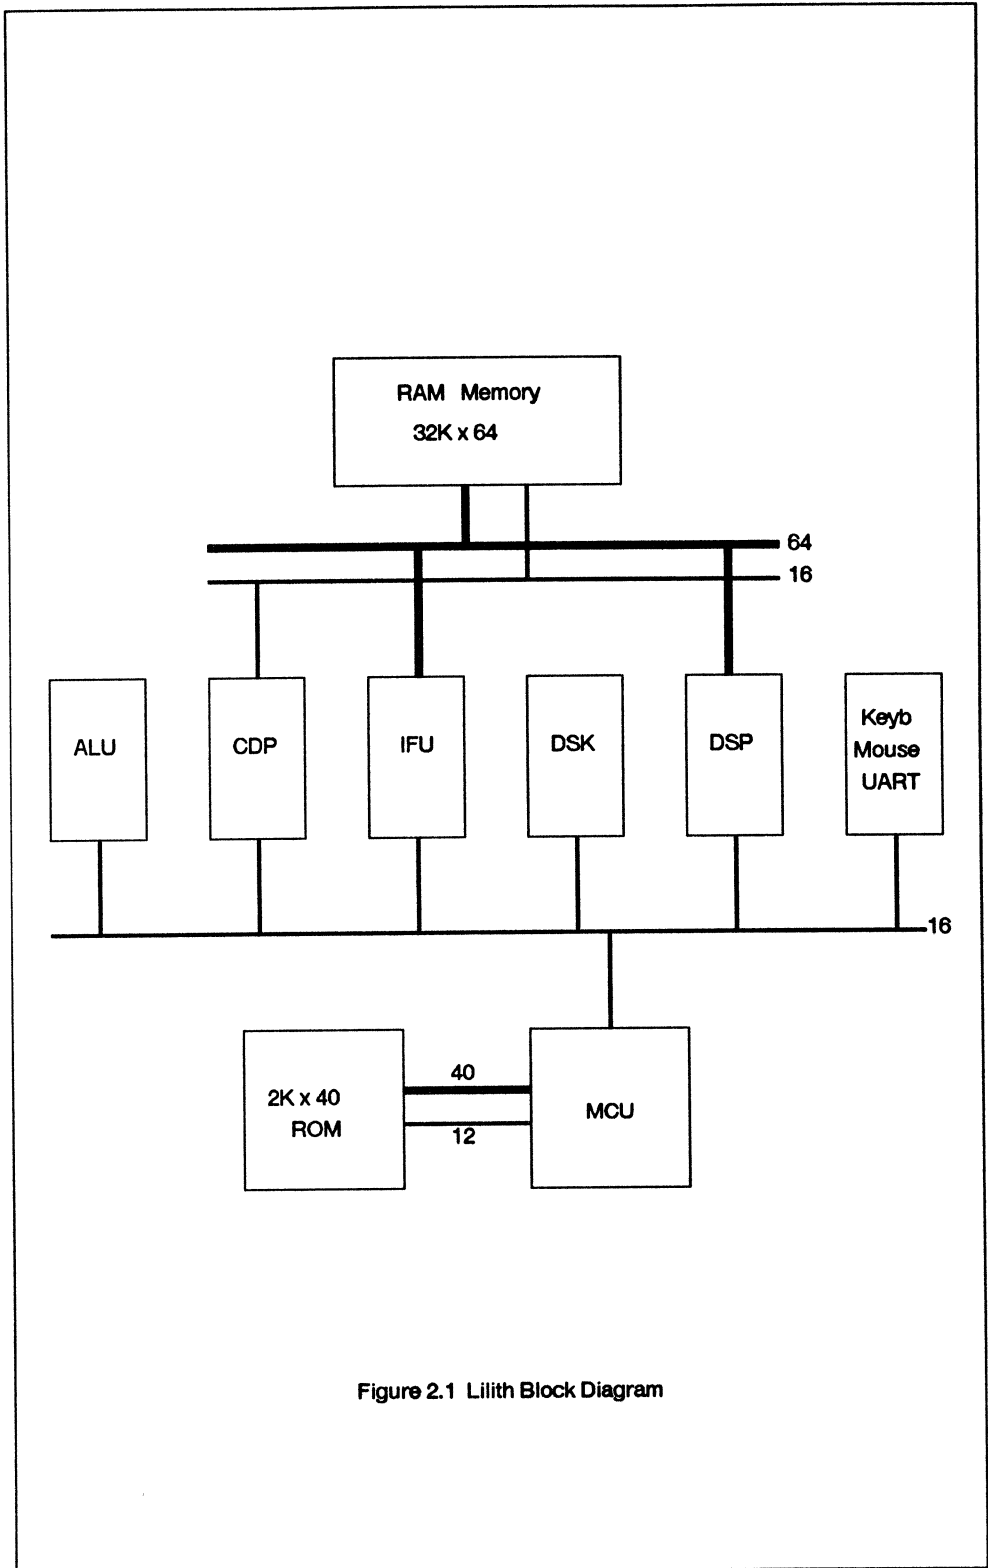 RAM Memory
32K x 64
64
16
ALU
CDP
IFU
DSK
DSP
Keyb
Mouse
UART
16
2K x 40
ROM
40
12
MCU
Figure 2.1 Lilith Block Diagram